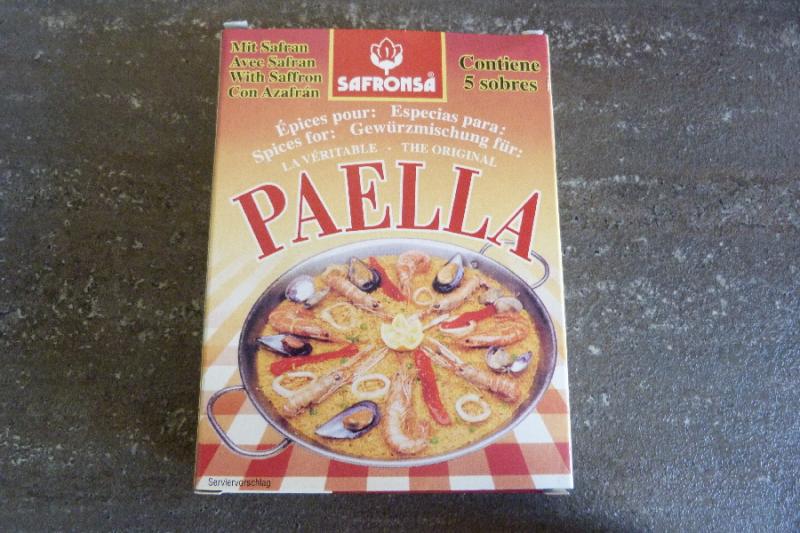 Mit Safran
Avec Safran
With Saffron
Con Azafrán
SAFRONSA®
Contiene
5 sobres
Épices pour: Especias para:
Spices for: Gewürzmischung für:
LA VÉRITABLE · THE ORIGINAL
PAELLA
Serviervorschlag